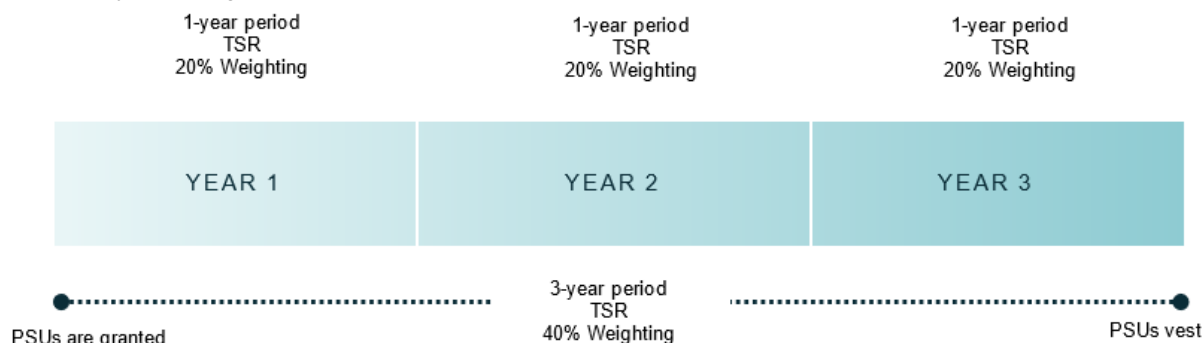 1-year period
TSR
20% Weighting
1-year period
TSR
20% Weighting
1-year period
TSR
20% Weighting
YEAR 1
YEAR 2
YEAR 3
3-year period
TSR
40% Weighting
PSUs are granted
PSUs vest